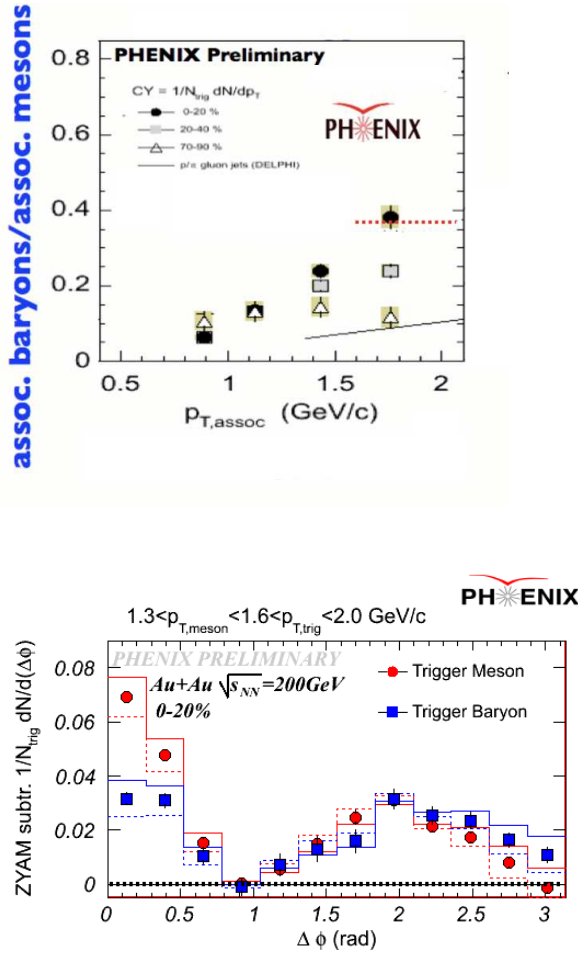 assoc. baryons/assoc. mesons
PHENIX Preliminary
CY = 1/N_trig dN/dp_T
0-20 %
20-40 %
70-90 %
p/π gluon jets (DELPHI)
PHENIX
0.8
0.6
0.4
0.2
0
0.5 1 1.5 2
p_T,assoc (GeV/c)
PHENIX
1.3<p_T,meson<1.6<p_T,trig<2.0 GeV/c
PHENIX PRELIMINARY
Au+Au √s_NN=200GeV
0-20%
Trigger Meson
Trigger Baryon
ZYAM subtr. 1/N_trig dN/d(Δϕ)
0.08
0.06
0.04
0.02
0
0 0.5 1 1.5 2 2.5 3
Δ ϕ (rad)